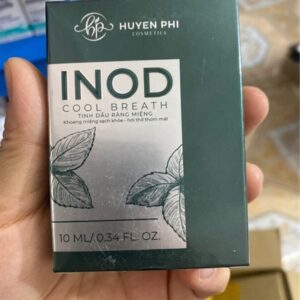 HUYEN PHI
COSMETICS
INOD
COOL BREATH
TINH DẦU RĂNG MIỆNG
Khoang miệng sạch khỏe - hơi thở thơm mát
10 ML/ 0.34 FL. OZ.